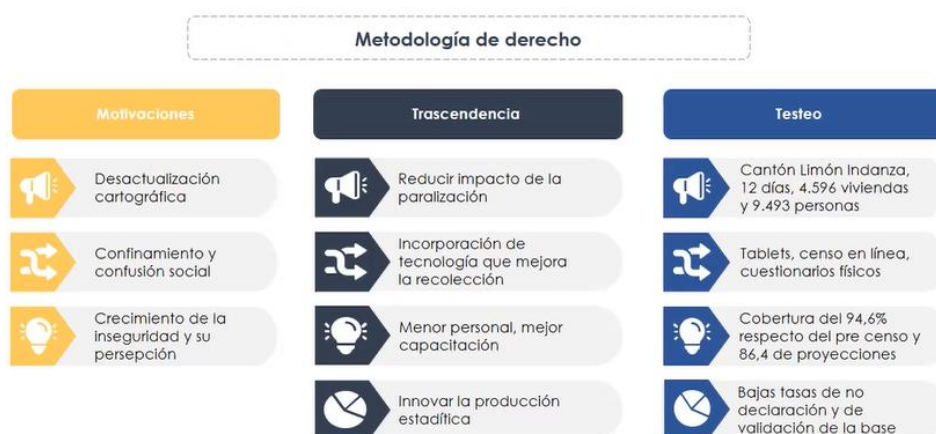 Metodología de derecho
Motivaciones
Desactualización
cartográfica
Confinamiento y
confusión social
Crecimiento de la
inseguridad y su
persepción
Trascendencia
Reducir impacto de la
paralización
Incorporación de
tecnología que mejora
la recolección
Menor personal, mejor
capacitación
Innovar la producción
estadítica
Testeo
Cantón Limón Indanza,
12 días, 4.596 viviendas
y 9.493 personas
Tablets, censo en línea,
cuestionarios físicos
Cobertura del 94,6%
respecto del pre censo y
86,4 de proyecciones
Bajas tasas de no
declaración y de
validación de la base